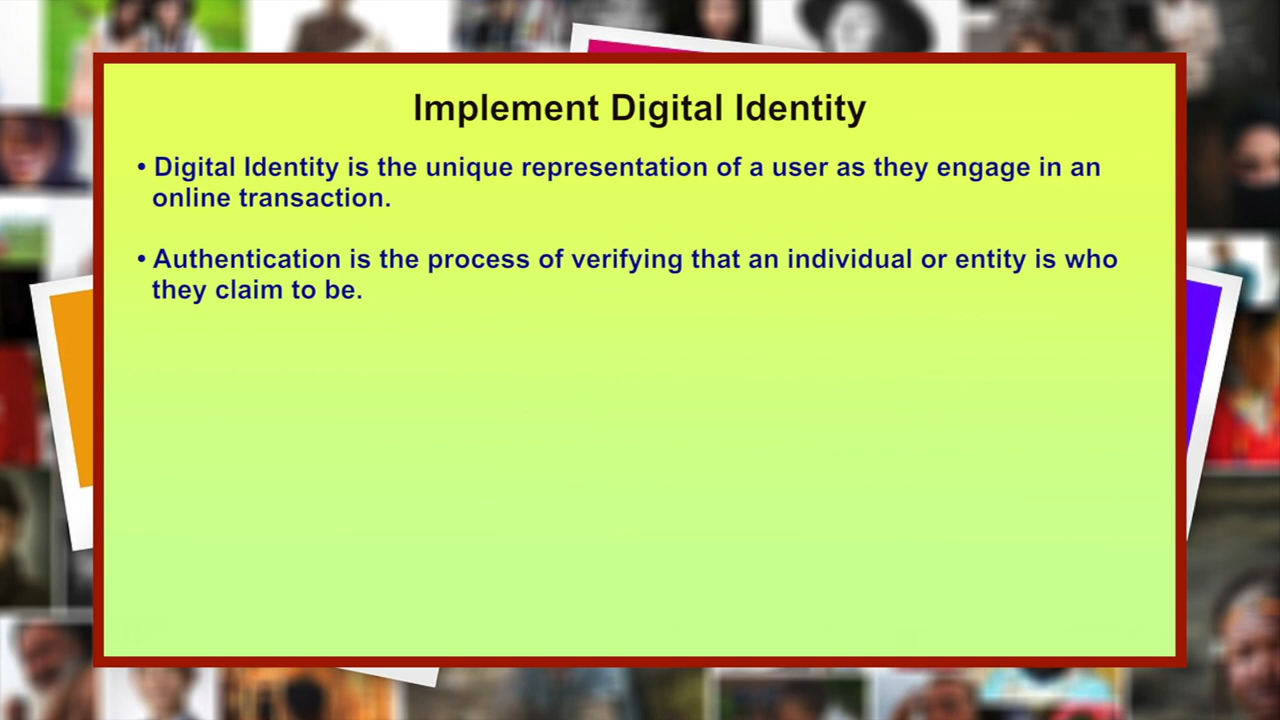 Implement Digital Identity
• Digital Identity is the unique representation of a user as they engage in an
online transaction.
• Authentication is the process of verifying that an individual or entity is who
they claim to be.